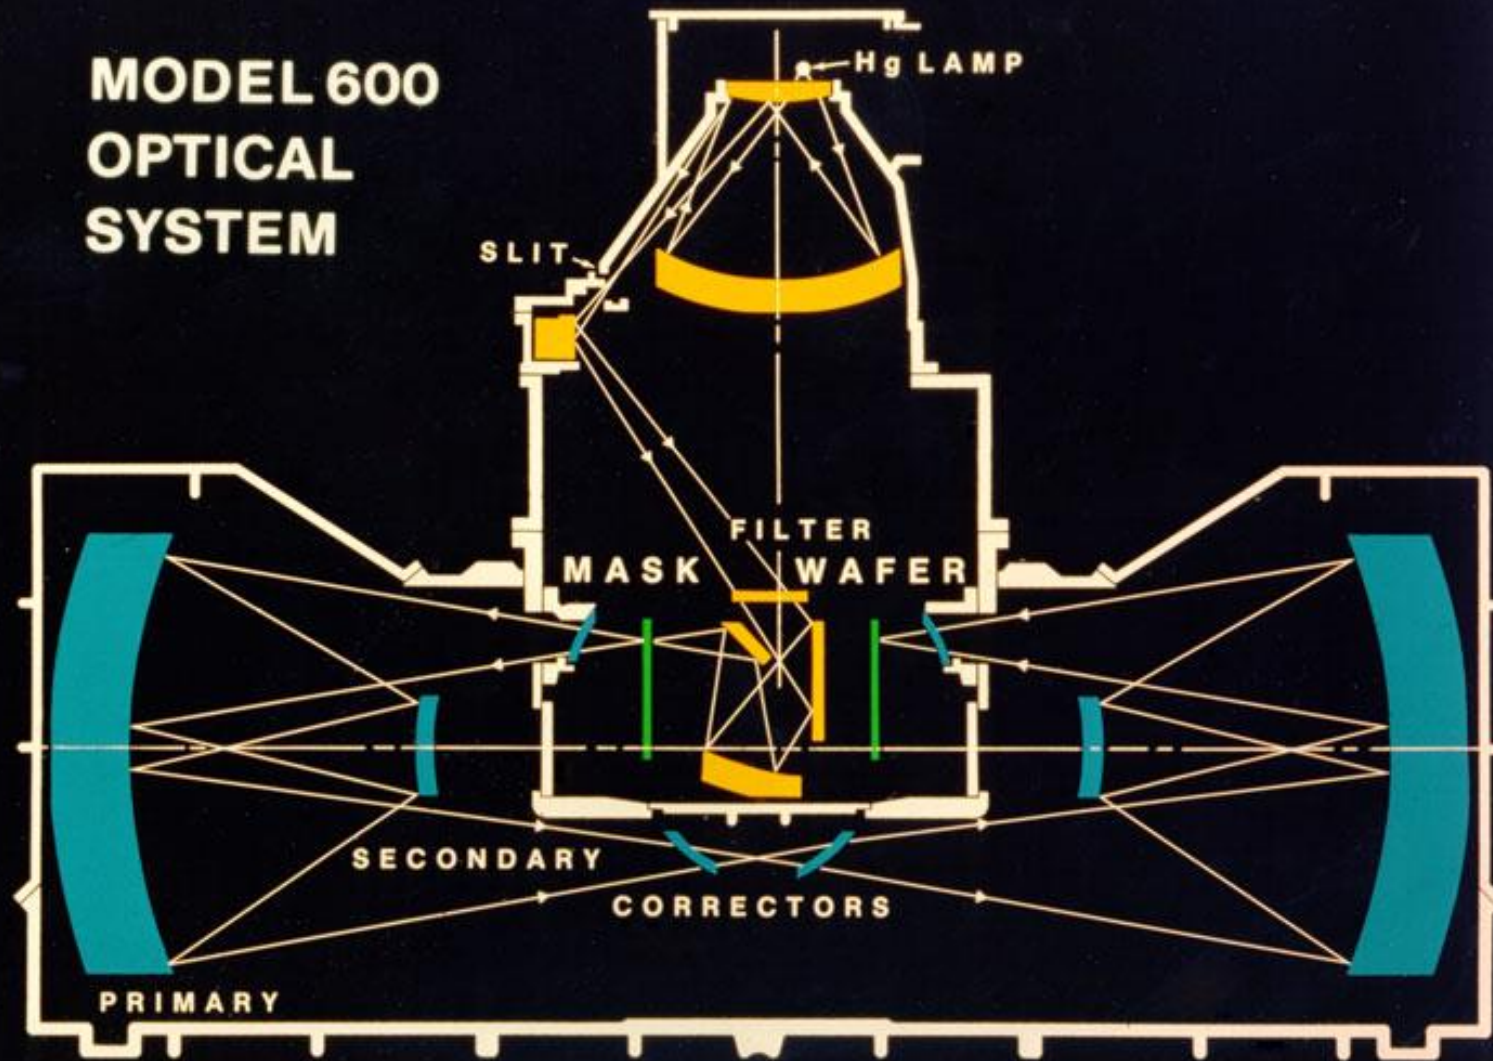 MODEL 600
OPTICAL
SYSTEM
Hg LAMP
SLIT
FILTER
MASK
WAFER
SECONDARY
CORRECTORS
PRIMARY